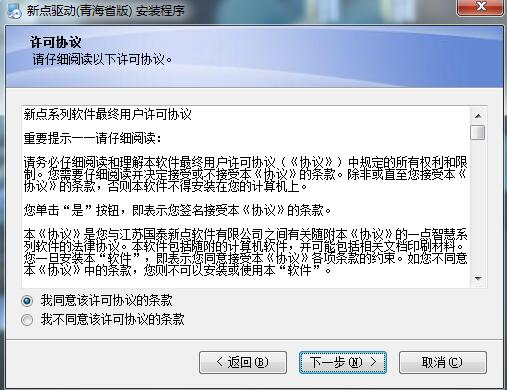 新点驱动(青海省版) 安装程序
许可协议
请仔细阅读以下许可协议。
新点系列软件最终用户许可协议
重要提示——请仔细阅读：
请务必仔细阅读和理解本软件最终用户许可协议（《协议》）中规定的所有权利和限
制。您需要仔细阅读并决定接受或不接受本《协议》的条款。除非或直至您接受本《
协议》的条款，否则本软件不得安装在您的计算机上。
您单击“是”按钮，即表示您签名接受本《协议》的条款。
本《协议》是您与江苏国泰新点软件有限公司之间有关随附本《协议》的一点智慧系
列软件的法律协议。本软件包括随附的计算机软件，并可能包括相关文档印刷材料。
您一旦安装本“软件”，即表示您同意接受本《协议》各项条款的约束。如您不同意
本《协议》中的条款，您则不可以安装或使用本“软件”。
我同意该许可协议的条款
我不同意该许可协议的条款
< 返回(B)
下一步(N) >
取消(C)